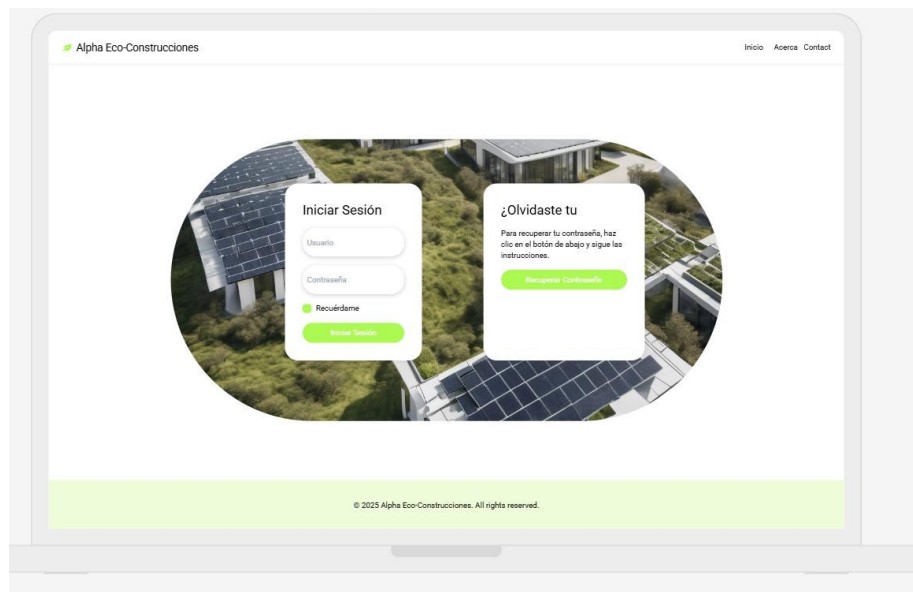 Alpha Eco-Construcciones
Inicio Acerca Contact
Iniciar Sesión
Usuario
Contraseña
Recuérdame
Iniciar Sesión
¿Olvidaste tu
Para recuperar tu contraseña, haz
clic en el botón de abajo y sigue las
instrucciones.
Recuperar Contraseña
© 2025 Alpha Eco-Construcciones. All rights reserved.